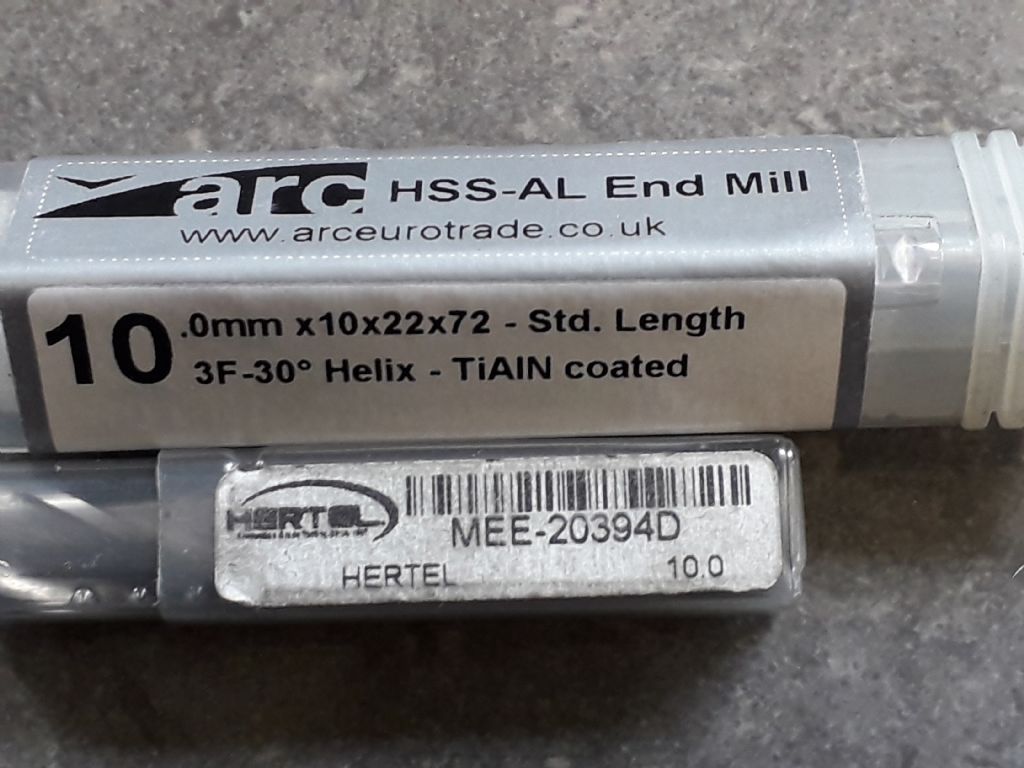 arc HSS-AL End Mill
www.arceurotrade.co.uk
10.0mm x10x22x72 - Std. Length
3F-30° Helix - TiAIN coated
HERTEL
MEE-20394D
HERTEL 10.0